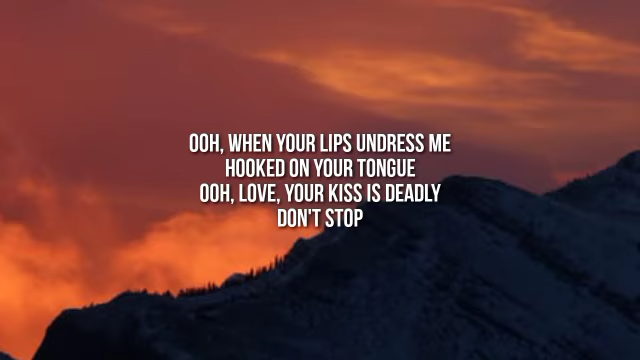 OOH, WHEN YOUR LIPS UNDRESS ME
HOOKED ON YOUR TONGUE
OOH, LOVE, YOUR KISS IS DEADLY
DON'T STOP